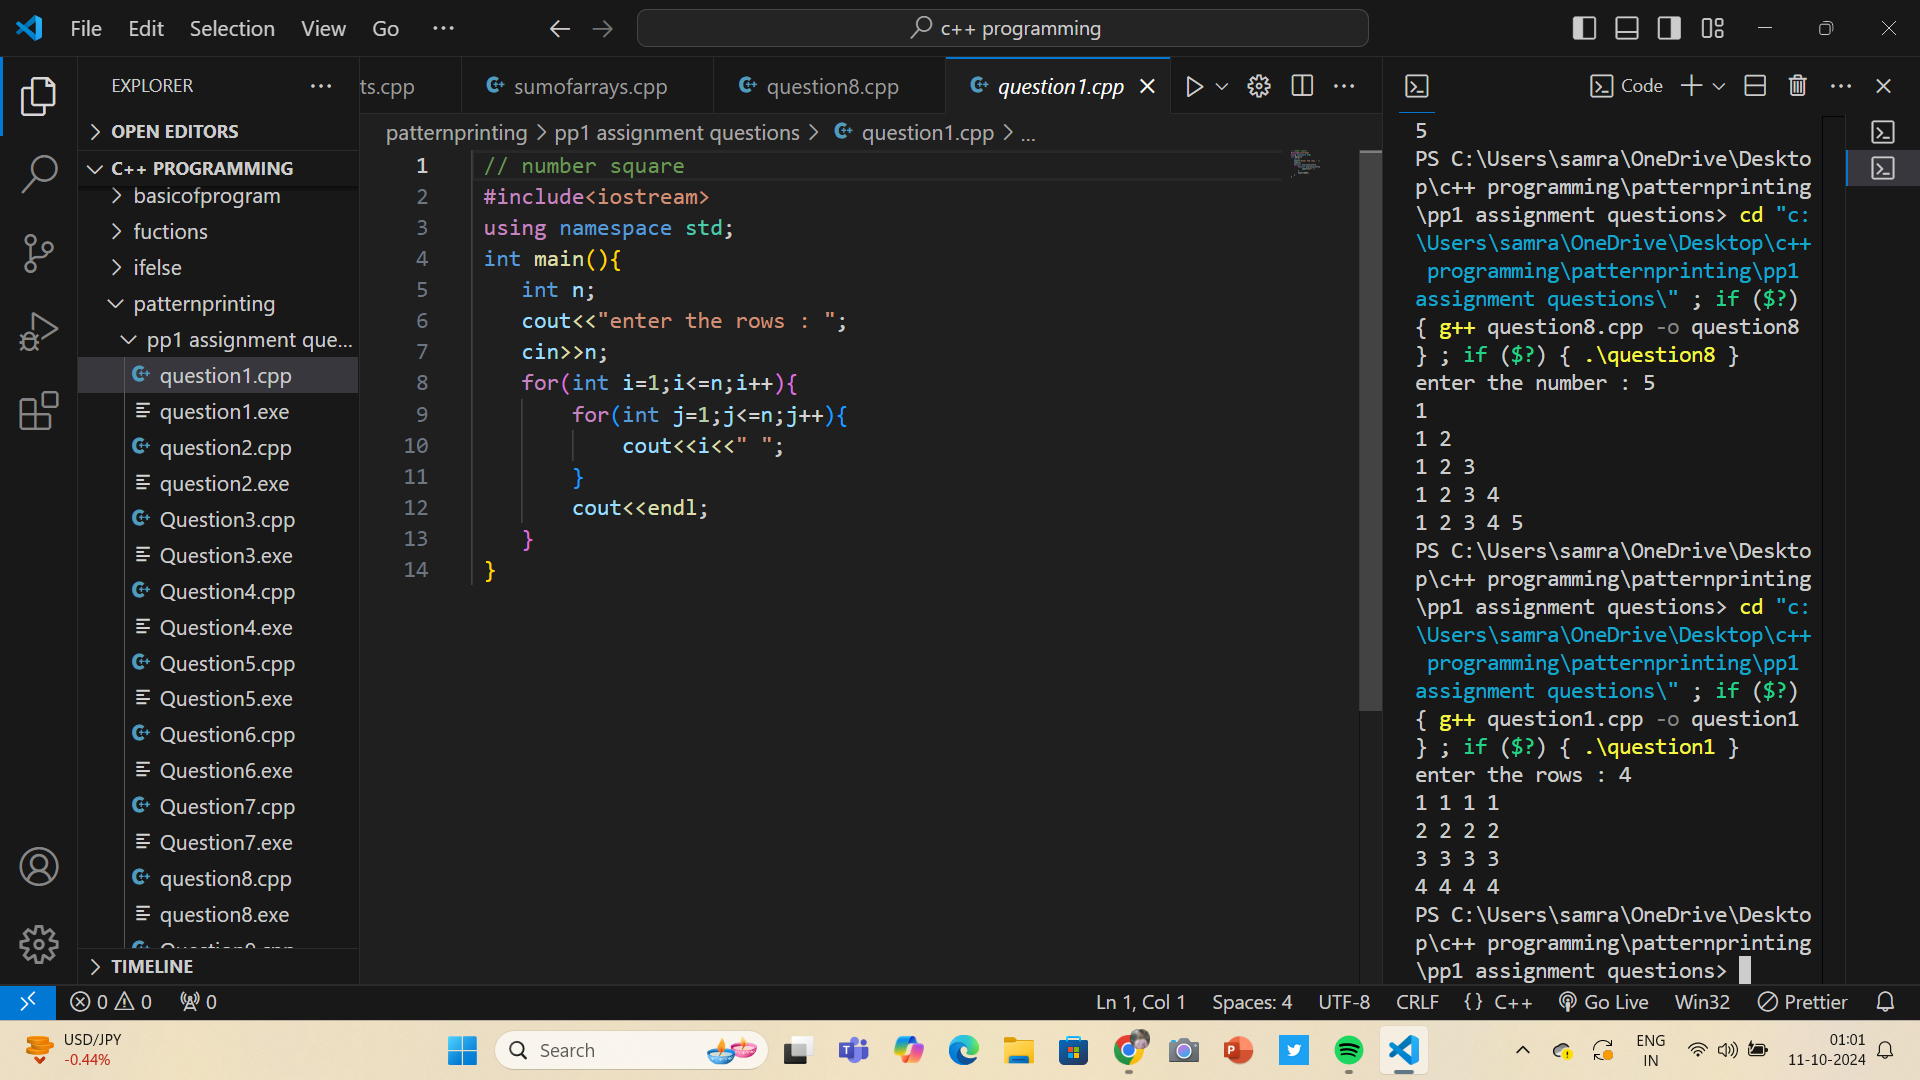 File Edit Selection View Go ···
c++ programming
EXPLORER ···
OPEN EDITORS
C++ PROGRAMMING
basicofprogram
fuctions
ifelse
patternprinting
pp1 assignment que...
question1.cpp
question1.exe
question2.cpp
question2.exe
Question3.cpp
Question3.exe
Question4.cpp
Question4.exe
Question5.cpp
Question5.exe
Question6.cpp
Question6.exe
Question7.cpp
Question7.exe
question8.cpp
question8.exe
TIMELINE
ts.cpp sumofarrays.cpp question8.cpp question1.cpp
patternprinting > pp1 assignment questions > question1.cpp > ...
1 // number square
2 #include<iostream>
3 using namespace std;
4 int main(){
5 int n;
6 cout<<"enter the rows : ";
7 cin>>n;
8 for(int i=1;i<=n;i++){
9 for(int j=1;j<=n;j++){
10 cout<<i<<" ";
11 }
12 cout<<endl;
13 }
14 }
Code
5
PS C:\Users\samra\OneDrive\Deskto
p\c++ programming\patternprinting
\pp1 assignment questions> cd "c:
\Users\samra\OneDrive\Desktop\c++
programming\patternprinting\pp1
assignment questions\" ; if ($?)
{ g++ question8.cpp -o question8
} ; if ($?) { .\question8 }
enter the number : 5
1
1 2
1 2 3
1 2 3 4
1 2 3 4 5
PS C:\Users\samra\OneDrive\Deskto
p\c++ programming\patternprinting
\pp1 assignment questions> cd "c:
\Users\samra\OneDrive\Desktop\c++
programming\patternprinting\pp1
assignment questions\" ; if ($?)
{ g++ question1.cpp -o question1
} ; if ($?) { .\question1 }
enter the rows : 4
1 1 1 1
2 2 2 2
3 3 3 3
4 4 4 4
PS C:\Users\samra\OneDrive\Deskto
p\c++ programming\patternprinting
\pp1 assignment questions>
0 0 0 Ln 1, Col 1 Spaces: 4 UTF-8 CRLF {} C++ Go Live Win32 Prettier
USD/JPY
-0.44%
Search
ENG
IN
01:01
11-10-2024